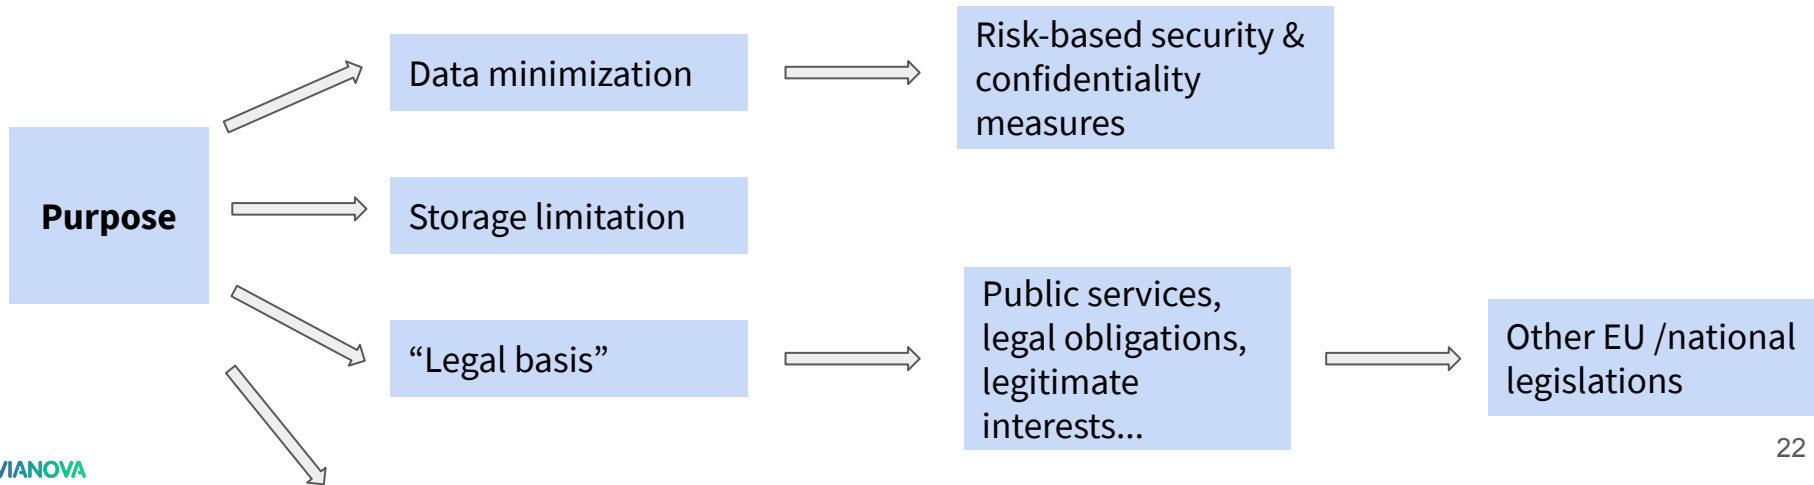 Purpose
Data minimization
Risk-based security &
confidentiality
measures
Storage limitation
“Legal basis”
Public services,
legal obligations,
legitimate
interests...
Other EU /national
legislations
VIANOVA
22